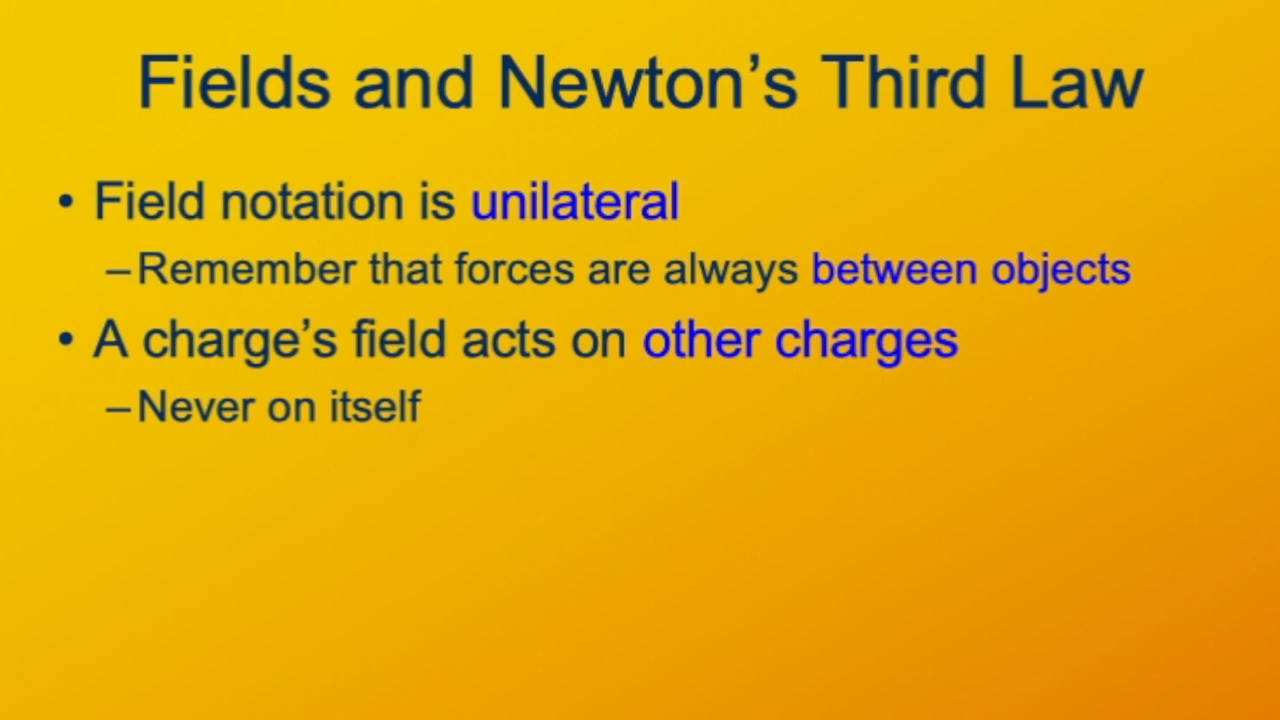 Fields and Newton’s Third Law
• Field notation is unilateral
–Remember that forces are always between objects
• A charge’s field acts on other charges
–Never on itself